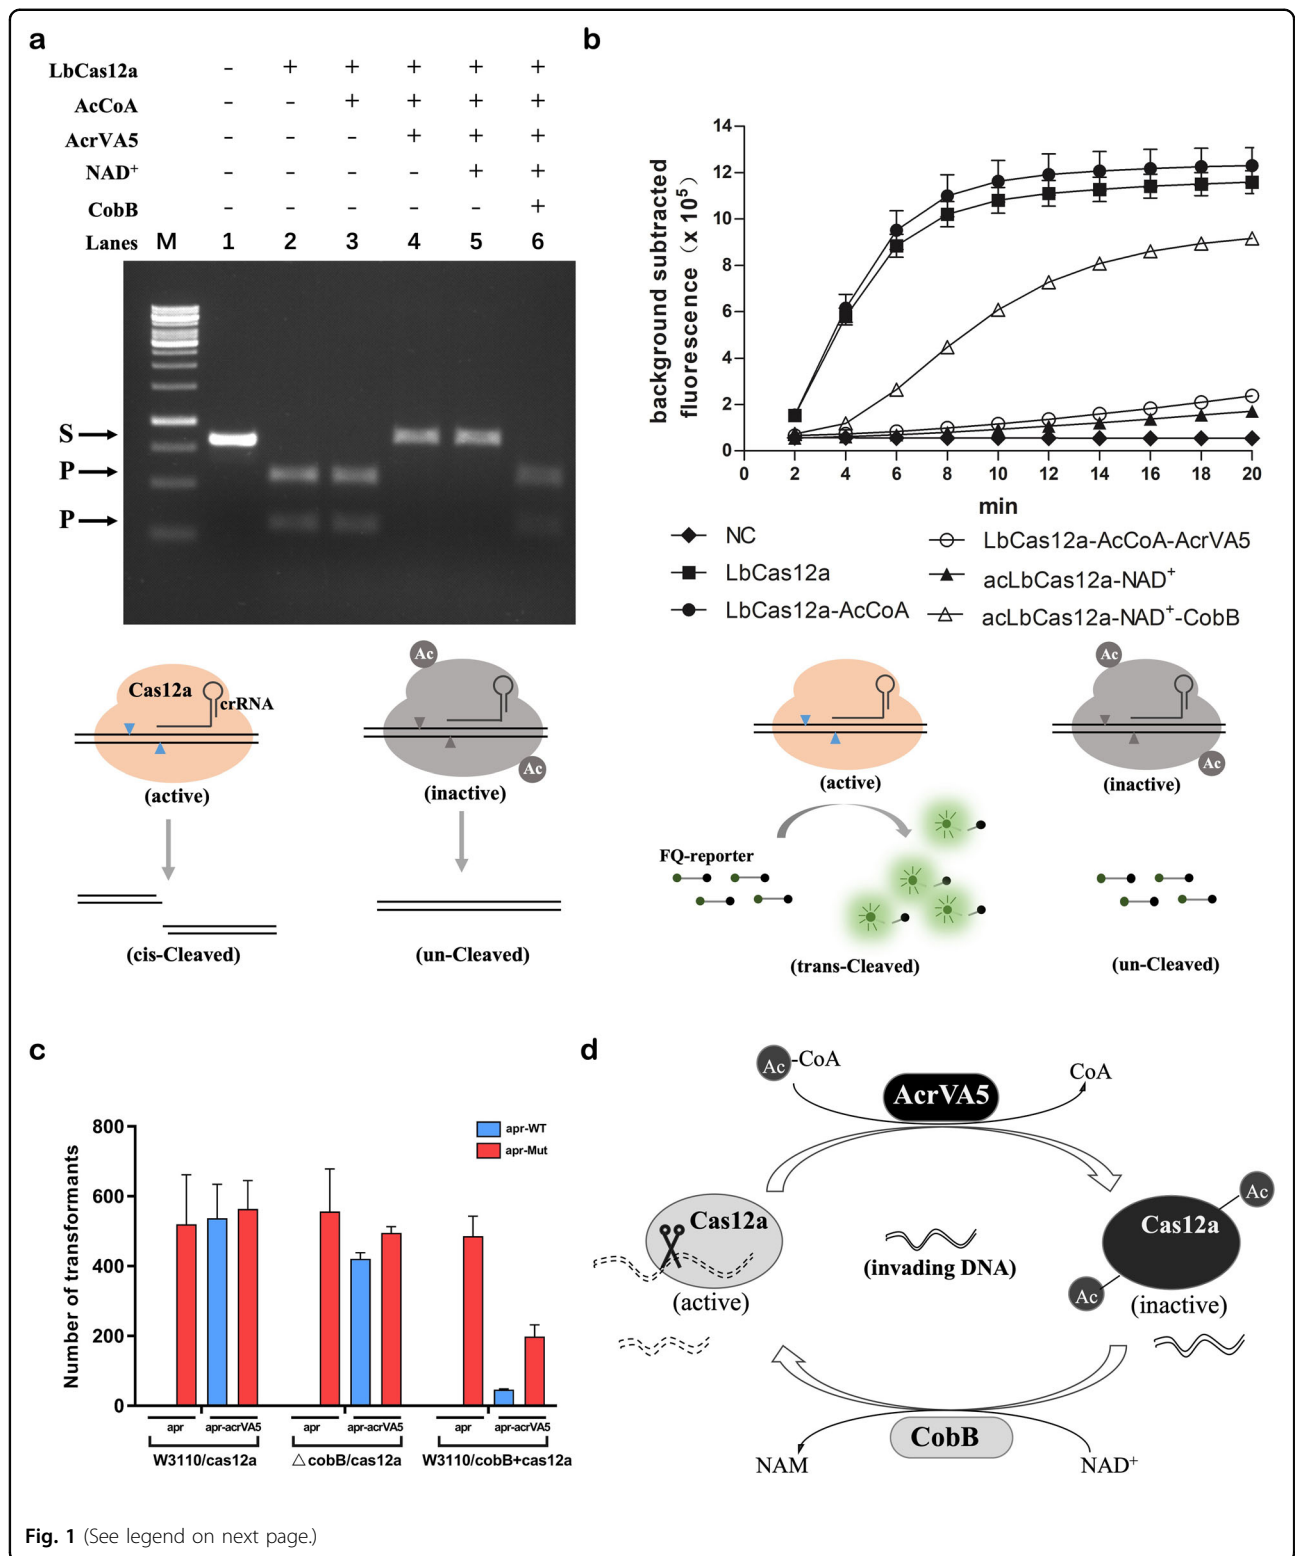 a
LbCas12a - + + + + +
AcCoA - - + + + +
AcrVA5 - - - + + +
NAD+ - - - - + +
CobB - - - - - +
Lanes M 1 2 3 4 5 6
S
P
P
Cas12a
crRNA
(active)
Ac
Ac
(inactive)
(cis-Cleaved)
(un-Cleaved)
b
background subtracted
fluorescence (x 10^5)
14
12
10
8
6
4
2
0
0 2 4 6 8 10 12 14 16 18 20
min
NC
LbCas12a
LbCas12a-AcCoA
LbCas12a-AcCoA-AcrVA5
acLbCas12a-NAD+
acLbCas12a-NAD+-CobB
(active)
Ac
Ac
(inactive)
FQ-reporter
(trans-Cleaved)
(un-Cleaved)
c
Number of transformants
800
600
400
200
0
apr-WT
apr-Mut
apr apr-acrVA5 apr apr-acrVA5 apr apr-acrVA5
W3110/cas12a △cobB/cas12a W3110/cobB+cas12a
d
Ac-CoA
AcrVA5
CoA
Cas12a
(active)
(invading DNA)
Ac
Cas12a
Ac
(inactive)
CobB
NAM
NAD+
Fig. 1 (See legend on next page.)